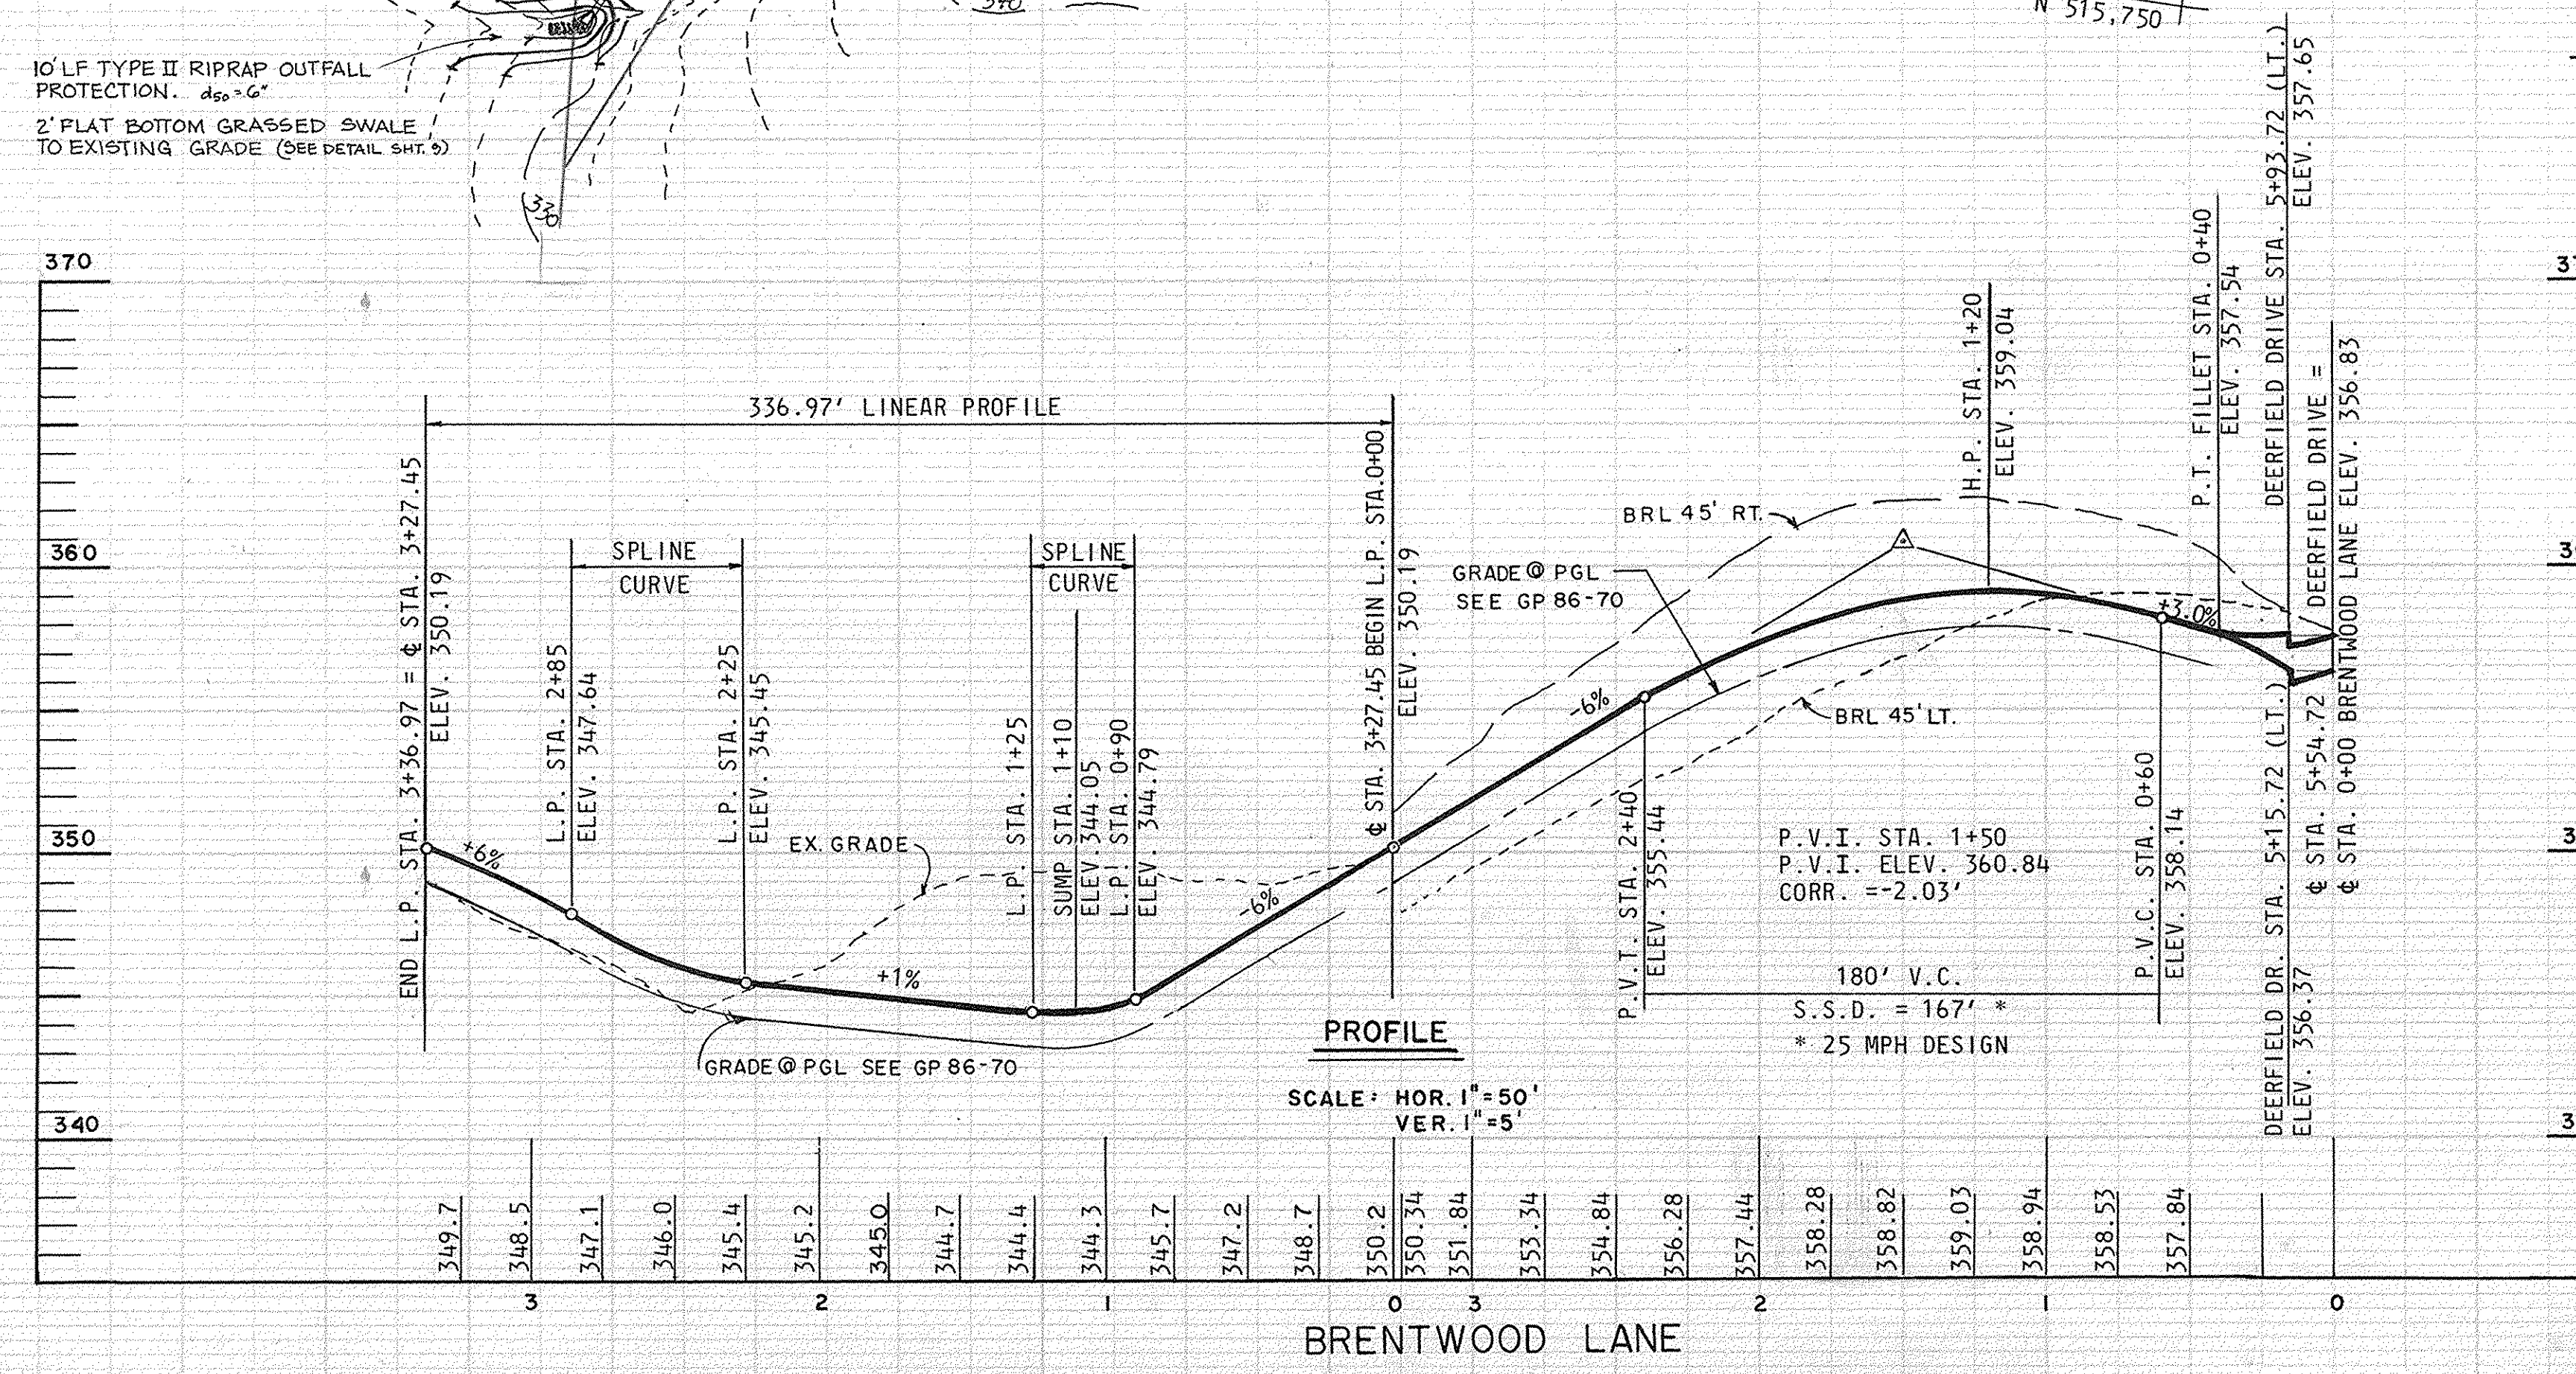 340
N 515,750
10' LF TYPE II RIPRAP OUTFALL
PROTECTION. d50 = 6"
2' FLAT BOTTOM GRASSED SWALE
TO EXISTING GRADE (SEE DETAIL SHT. 3)
330
370
360
350
340
336.97' LINEAR PROFILE
END L.P. STA. 3+36.97 = ℄ STA. 3+27.45
ELEV. 350.19
+6%
L.P. STA. 2+85
ELEV. 347.64
SPLINE
CURVE
L.P. STA. 2+25
ELEV. 345.45
EX. GRADE
+1%
GRADE @ PGL SEE GP 86-70
L.P. STA. 1+25
SPLINE
CURVE
SUMP STA. 1+10
ELEV. 344.05
L.P. STA. 0+90
ELEV. 344.79
-6%
℄ STA. 3+27.45 BEGIN L.P. STA. 0+00
ELEV. 350.19
BRL 45' RT.
GRADE @ PGL
SEE GP 86-70
-6%
BRL 45' LT.
P.V.T. STA. 2+40
ELEV. 355.44
P.V.I. STA. 1+50
P.V.I. ELEV. 360.84
CORR. =-2.03'
180' V.C.
S.S.D. = 167' *
* 25 MPH DESIGN
H.P. STA. 1+20
ELEV. 359.04
P.V.C. STA. 0+60
ELEV. 358.14
+3.0%
P.T. FILLET STA. 0+40
ELEV. 357.54
DEERFIELD DRIVE STA. 5+93.72 (LT.)
ELEV. 357.65
DEERFIELD DR. STA. 5+15.72 (LT.)
ELEV. 356.37
℄ STA. 5+54.72 DEERFIELD DRIVE =
℄ STA. 0+00 BRENTWOOD LANE ELEV. 356.83
PROFILE
SCALE: HOR. 1"=50'
VER. 1"=5'
349.7 348.5 347.1 346.0 345.4 345.2 345.0 344.7 344.4 344.3 345.7 347.2 348.7 350.2 350.34 351.84 353.34 354.84 356.28 357.44 358.28 358.82 359.03 358.94 358.53 357.84
3 2 1 0 3 2 1 0
BRENTWOOD LANE